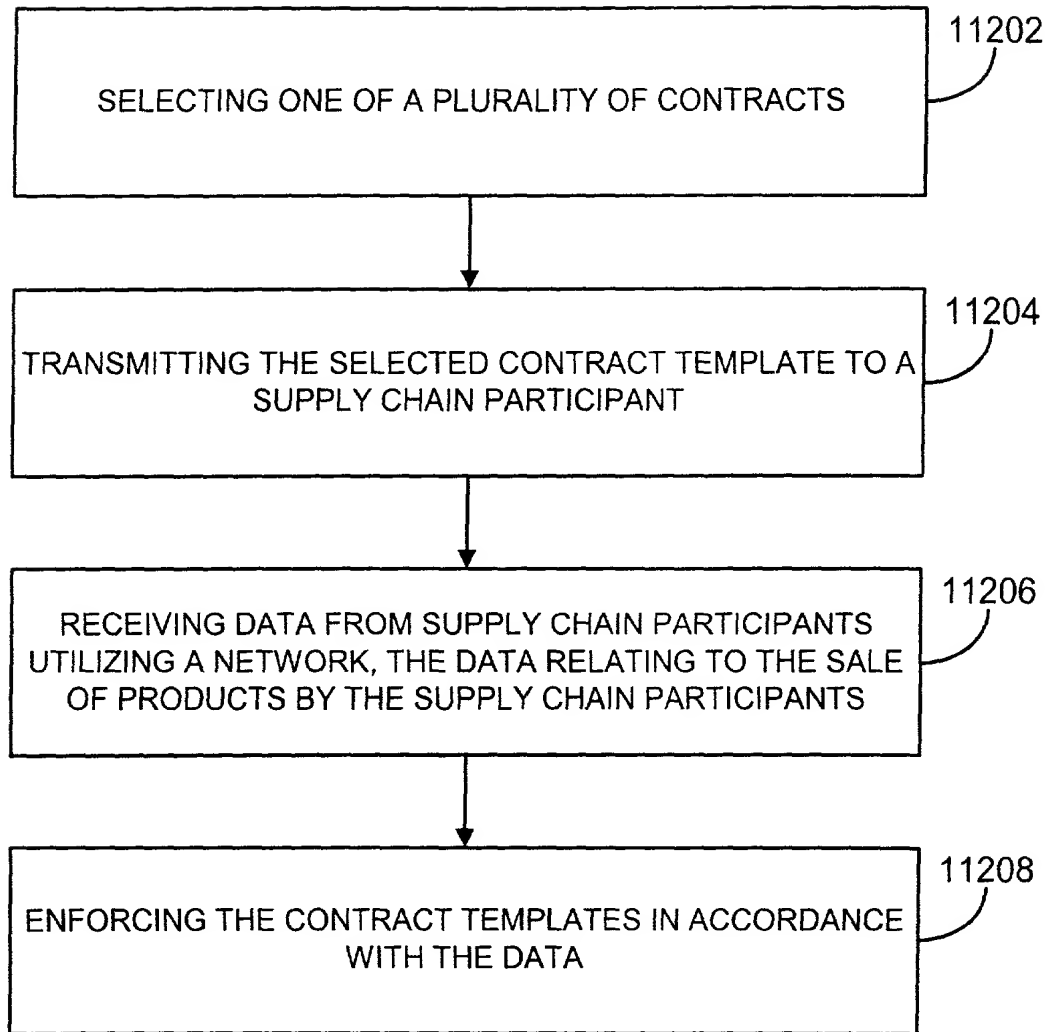 11202
SELECTING ONE OF A PLURALITY OF CONTRACTS
11204
TRANSMITTING THE SELECTED CONTRACT TEMPLATE TO A
SUPPLY CHAIN PARTICIPANT
11206
RECEIVING DATA FROM SUPPLY CHAIN PARTICIPANTS
UTILIZING A NETWORK, THE DATA RELATING TO THE SALE
OF PRODUCTS BY THE SUPPLY CHAIN PARTICIPANTS
11208
ENFORCING THE CONTRACT TEMPLATES IN ACCORDANCE
WITH THE DATA